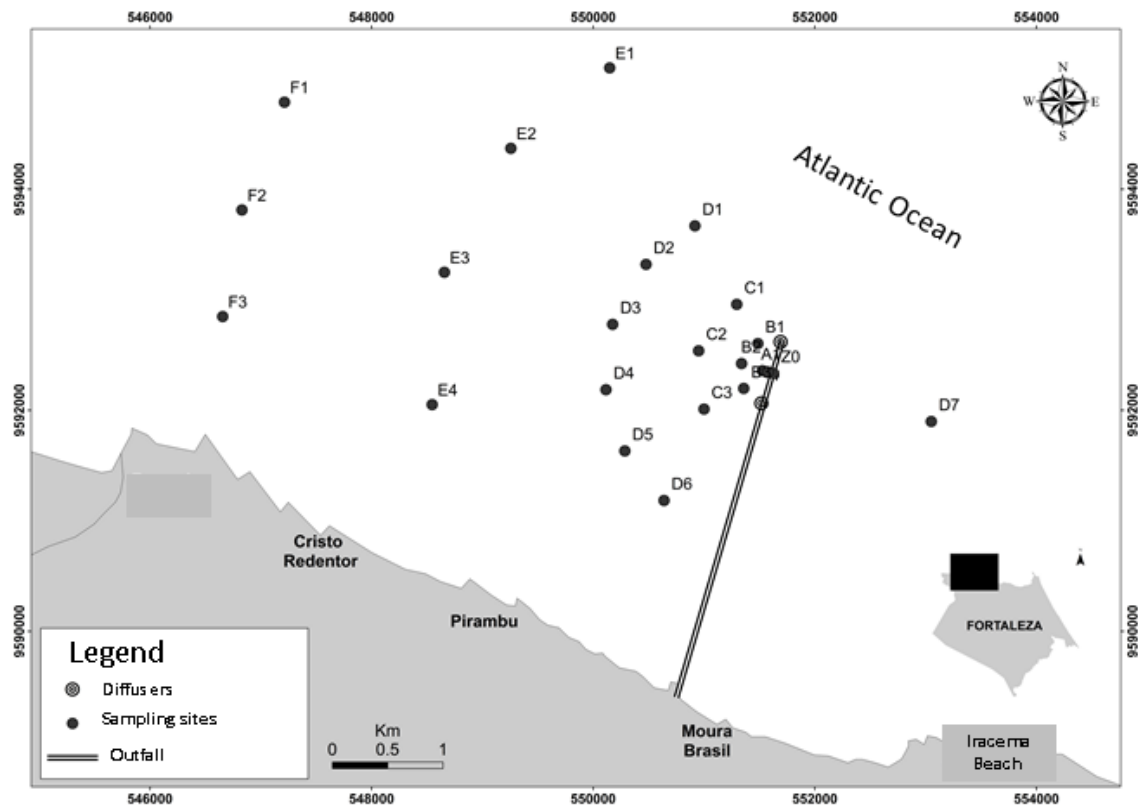 546000
548000
550000
552000
554000
E1
F1
N
W
E
S
E2
Atlantic Ocean
9594000
9594000
F2
D1
D2
E3
C1
F3
D3
B1
C2
B2
Z0
D4
E4
C3
9592000
9592000
D7
D5
D6
Cristo
Redentor
Pirambu
FORTALEZA
9590000
9590000
Legend
Diffusers
Sampling sites
Outfall
Km
0
0.5
1
Moura
Brasil
Iracema
Beach
546000
548000
550000
552000
554000